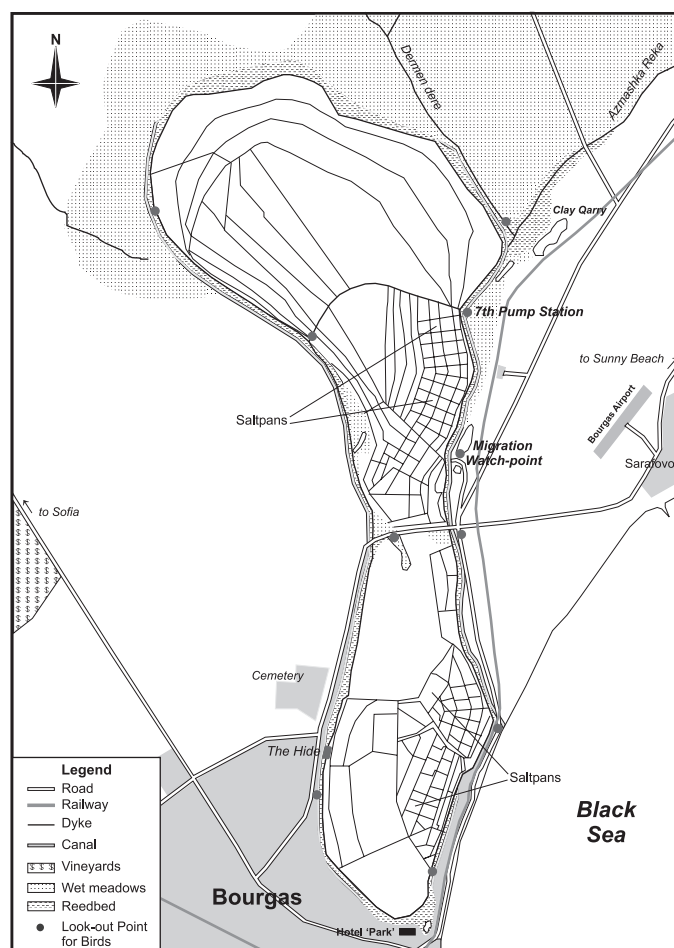 N
Dermen dere
Azmashka Reka
Clay Qarry
7th Pump Station
to Sunny Beach
Bourgas Airport
Sarafovo
Saltpans
Migration
Watch-point
to Sofia
Cemetery
The Hide
Saltpans
Black
Sea
Bourgas
Hotel ‘Park’
Legend
Road
Railway
Dyke
Canal
$ $ $ Vineyards
Wet meadows
Reedbed
Look-out Point
for Birds